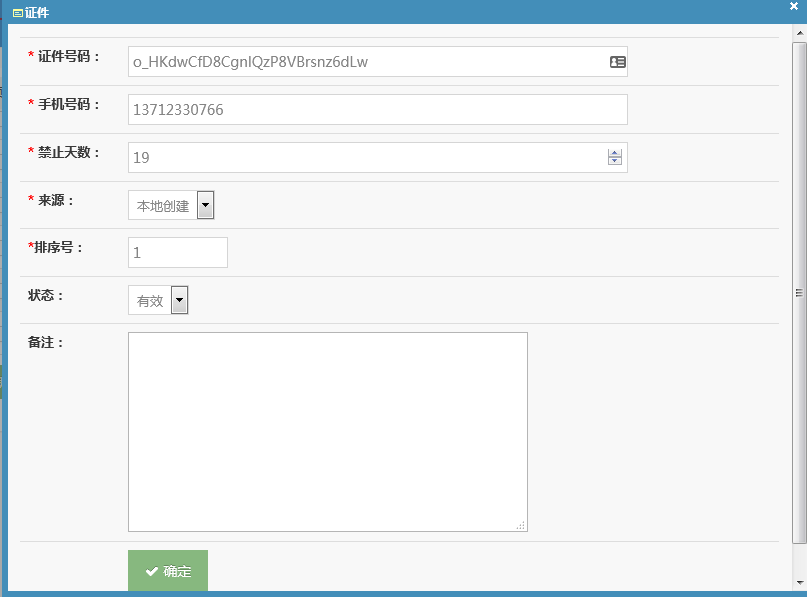 证件
* 证件号码：
o_HKdwCfD8CgnIQzP8VBrsnz6dLw
* 手机号码：
13712330766
* 禁止天数：
19
* 来源：
本地创建
*排序号：
1
状态：
有效
备注：
确定